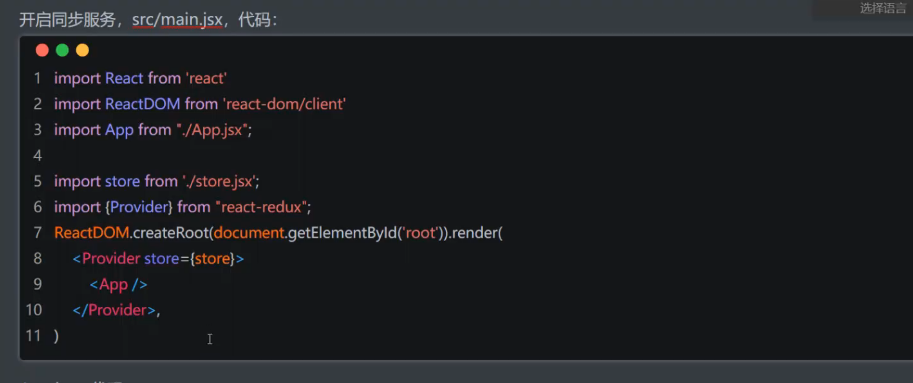 选择语言
开启同步服务，src/main.jsx，代码：
1 import React from 'react'
2 import ReactDOM from 'react-dom/client'
3 import App from "./App.jsx";
4
5 import store from './store.jsx';
6 import {Provider} from "react-redux";
7 ReactDOM.createRoot(document.getElementById('root')).render(
8 <Provider store={store}>
9 <App />
10 </Provider>,
11 )